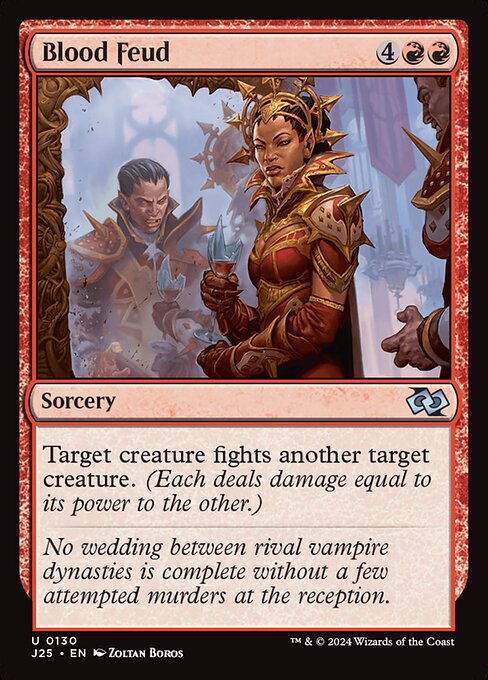 Blood Feud 4
Sorcery
Target creature fights another target
creature. (Each deals damage equal to
its power to the other.)
No wedding between rival vampire
dynasties is complete without a few
attempted murders at the reception.
U 0130
J25 • EN Zoltan Boros
™ & © 2024 Wizards of the Coast